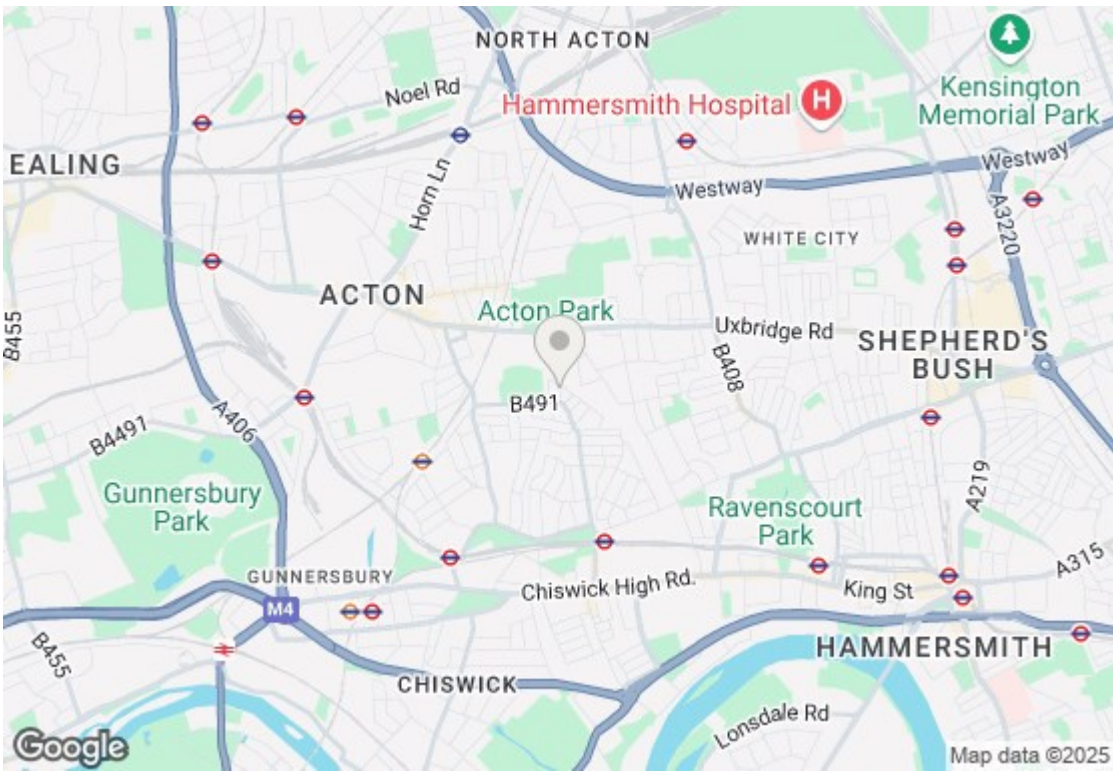 NORTH ACTON
Noel Rd
Hammersmith Hospital
H
Kensington
Memorial Park
EALING
Horn Ln
Westway
Westway
A3220
WHITE CITY
ACTON
Acton Park
Uxbridge Rd
SHEPHERD'S
BUSH
B455
B408
B491
A406
B4491
A219
Gunnersbury
Park
Ravenscourt
Park
A315
GUNNERSBURY
Chiswick High Rd.
King St
M4
B455
HAMMERSMITH
CHISWICK
Lonsdale Rd
Google
Map data ©2025